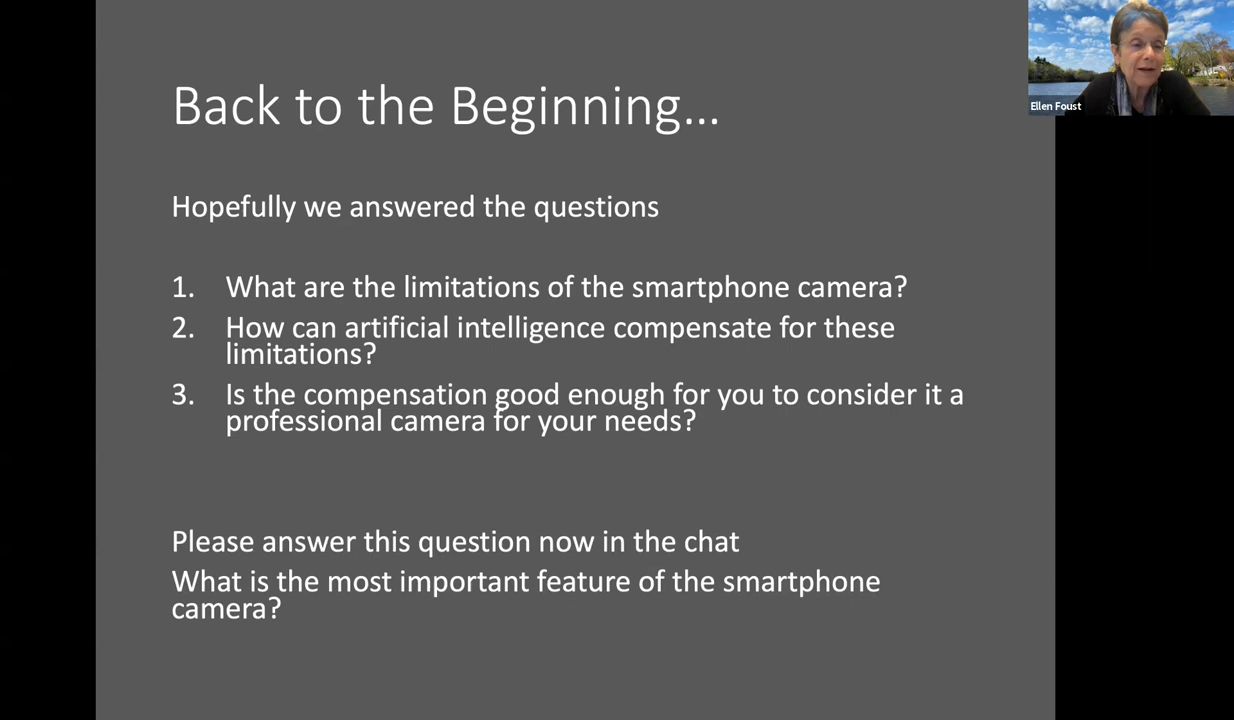 Back to the Beginning...
Hopefully we answered the questions
1. What are the limitations of the smartphone camera?
2. How can artificial intelligence compensate for these
limitations?
3. Is the compensation good enough for you to consider it a
professional camera for your needs?
Please answer this question now in the chat
What is the most important feature of the smartphone
camera?
Ellen Foust